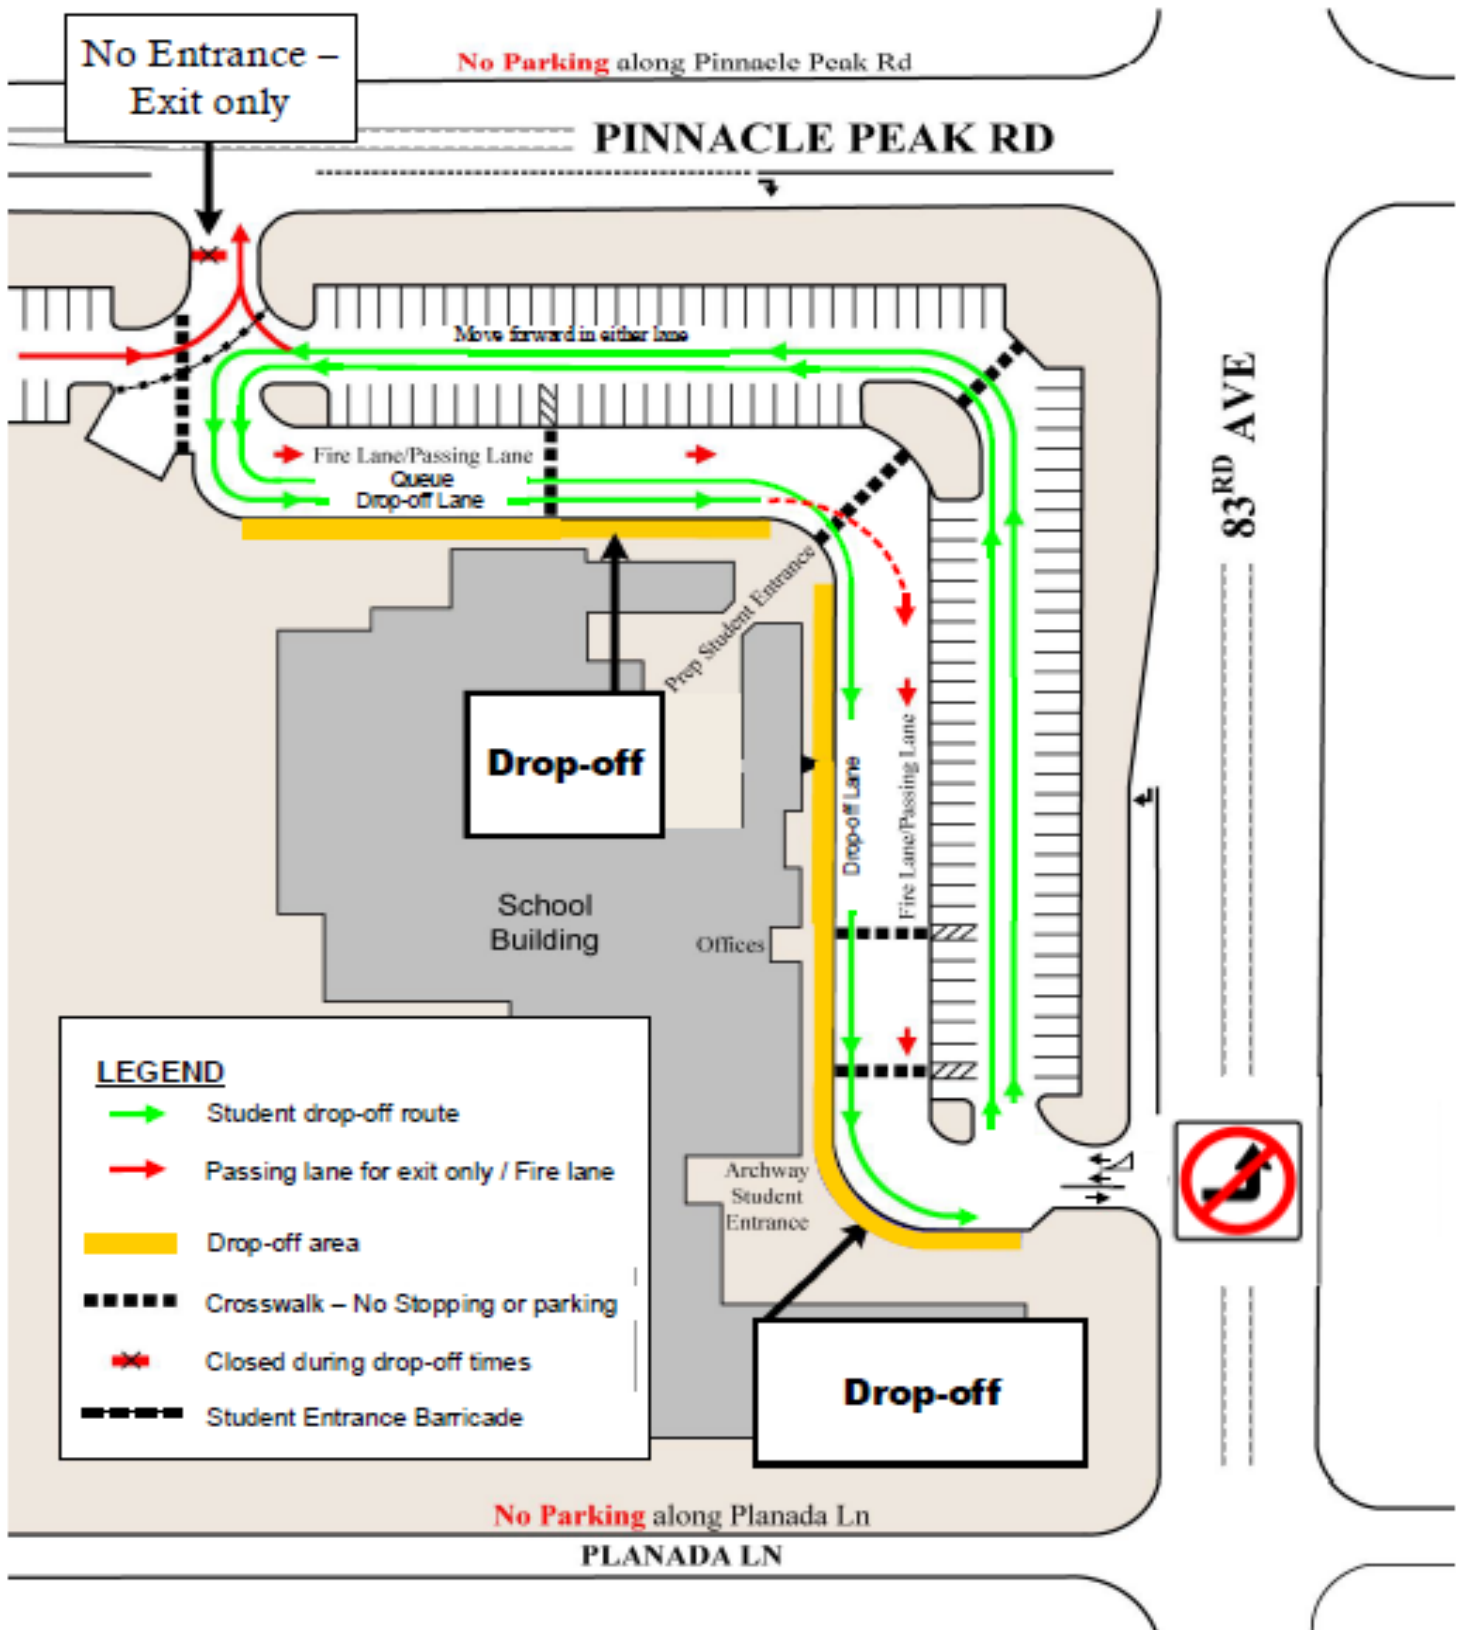 No Entrance –
Exit only
No Parking along Pinnacle Peak Rd
PINNACLE PEAK RD
Move forward in either lane
83RD AVE
Fire Lane/Passing Lane
Queue
Drop-off Lane
Prep Student Entrance
Drop-off
Drop-off Lane
Fire Lane/Passing Lane
School
Building
Offices
LEGEND
Student drop-off route
Passing lane for exit only / Fire lane
Drop-off area
Crosswalk – No Stopping or parking
Closed during drop-off times
Student Entrance Barricade
Archway
Student
Entrance
Drop-off
No Parking along Planada Ln
PLANADA LN